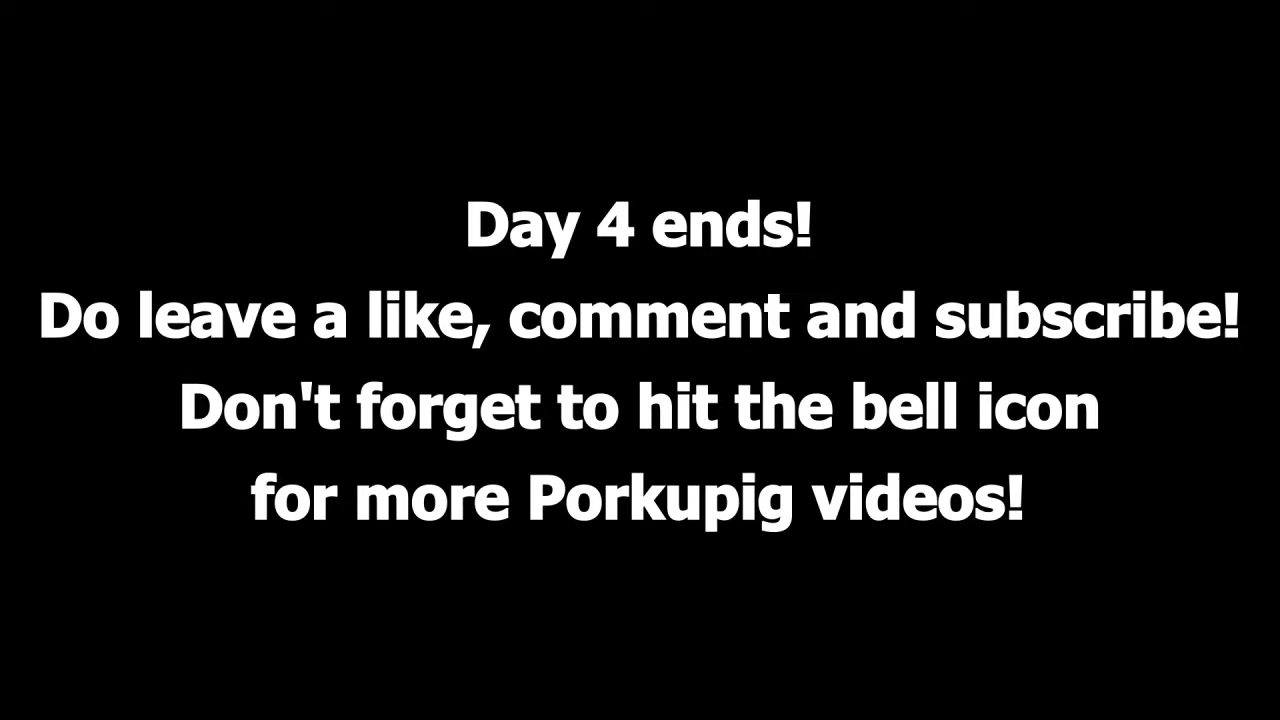 Day 4 ends!
Do leave a like, comment and subscribe!
Don't forget to hit the bell icon
for more Porkupig videos!